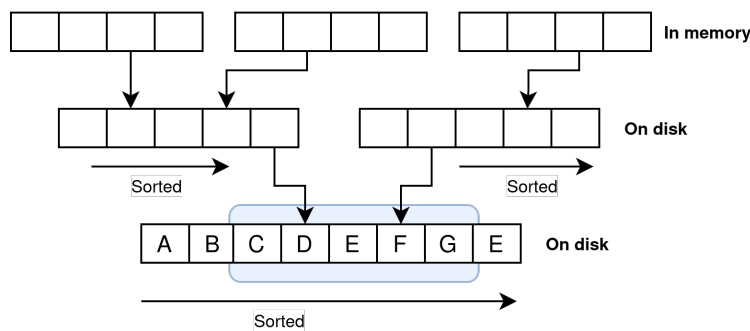 In memory
On disk
Sorted
Sorted
A B C D E F G E
On disk
Sorted